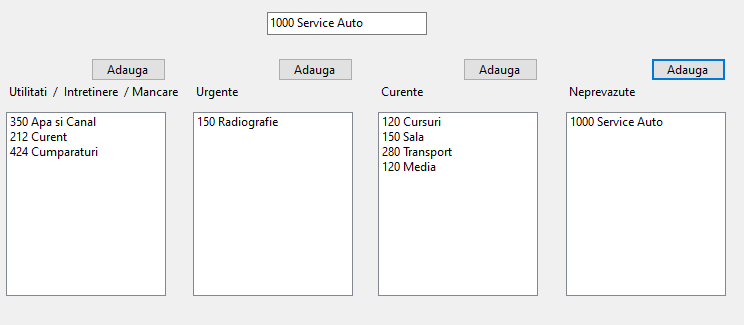 1000 Service Auto
Adauga
Adauga
Adauga
Adauga
Utilitati / Intretinere / Mancare
Urgente
Curente
Neprevazute
350 Apa si Canal
212 Curent
424 Cumparaturi
150 Radiografie
120 Cursuri
150 Sala
280 Transport
120 Media
1000 Service Auto